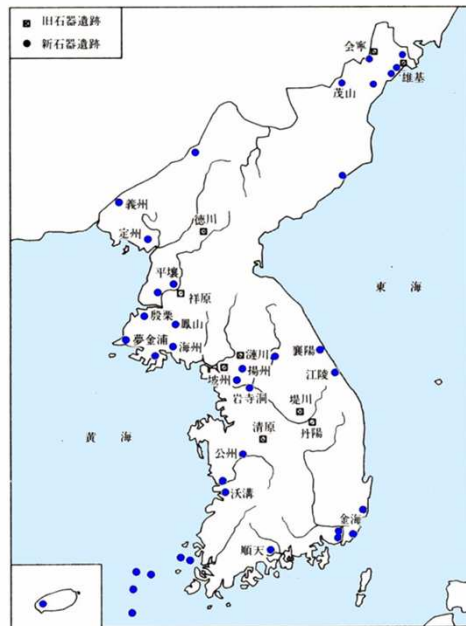 旧石器遺跡
新石器遺跡
会寧
雄基
茂山
義州
徳川
定州
平壌
祥原
東海
殷栗
鳳山
夢金浦
海州
漣川
襄陽
坡州
揚州
江陵
岩寺洞
堤川
丹陽
清原
黄海
公州
沃溝
金海
順天